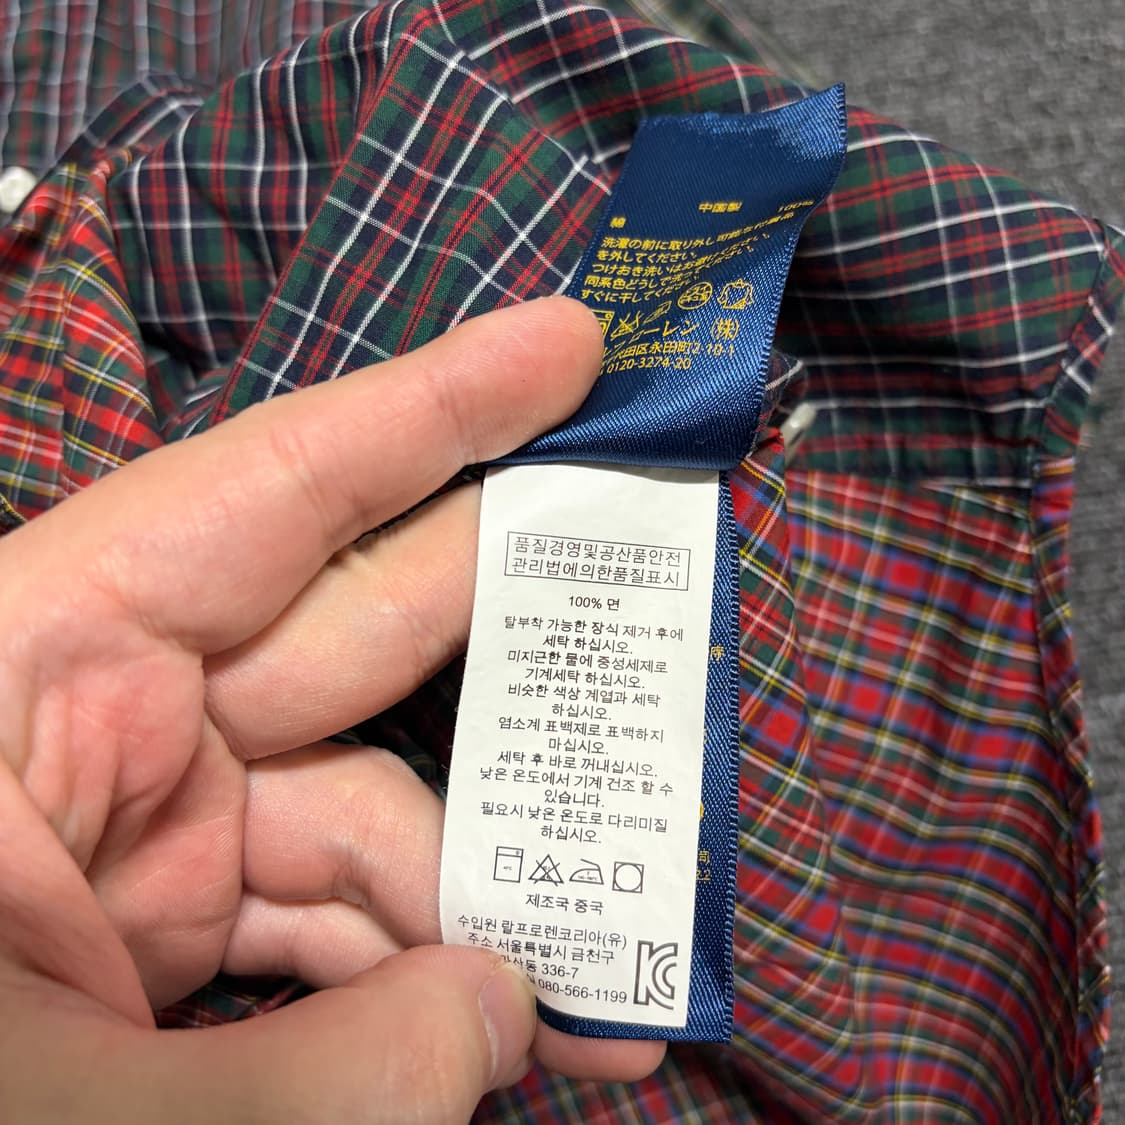 中国製 100%
綿
洗濯の前に取り外し可能な付属品
を外してください。
つけおき洗いはお避けください。
同系色どうしで洗ってください。
すぐに干してください。
ローレン (株)
永田町2-10-1
0120-3274-20
품질경영및공산품안전
관리법에의한품질표시
100% 면
탈부착 가능한 장식 제거 후에
세탁 하십시오.
미지근한 물에 중성세제로
기계세탁 하십시오.
비슷한 색상 계열과 세탁
하십시오.
염소계 표백제로 표백하지
마십시오.
세탁 후 바로 꺼내십시오.
낮은 온도에서 기계 건조 할 수
있습니다.
필요시 낮은 온도로 다리미질
하십시오.
제조국 중국
수입원 랄프로렌코리아(유)
주소 서울특별시 금천구
가산동 336-7
080-566-1199